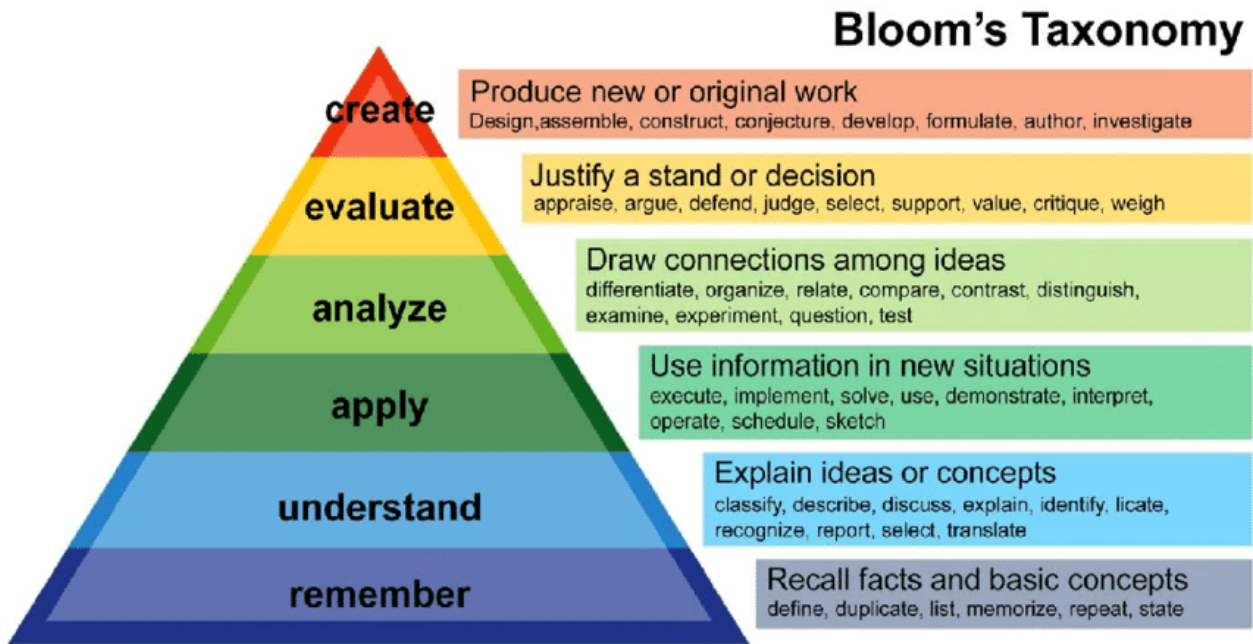 Bloom's Taxonomy
create
Produce new or original work
Design,assemble, construct, conjecture, develop, formulate, author, investigate
evaluate
Justify a stand or decision
appraise, argue, defend, judge, select, support, value, critique, weigh
analyze
Draw connections among ideas
differentiate, organize, relate, compare, contrast, distinguish,
examine, experiment, question, test
apply
Use information in new situations
execute, implement, solve, use, demonstrate, interpret,
operate, schedule, sketch
understand
Explain ideas or concepts
classify, describe, discuss, explain, identify, licate,
recognize, report, select, translate
remember
Recall facts and basic concepts
define, duplicate, list, memorize, repeat, state